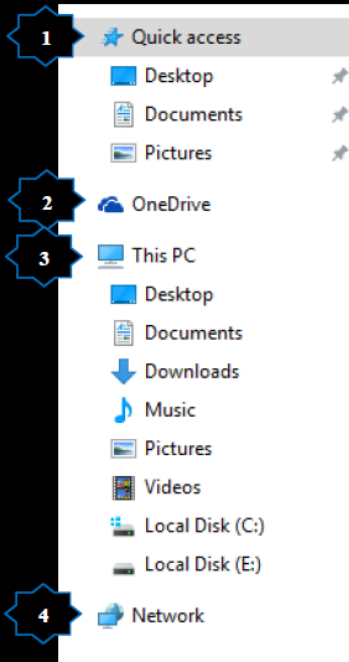 1 Quick access
Desktop
Documents
Pictures
2 OneDrive
3 This PC
Desktop
Documents
Downloads
Music
Pictures
Videos
Local Disk (C:)
Local Disk (E:)
4 Network